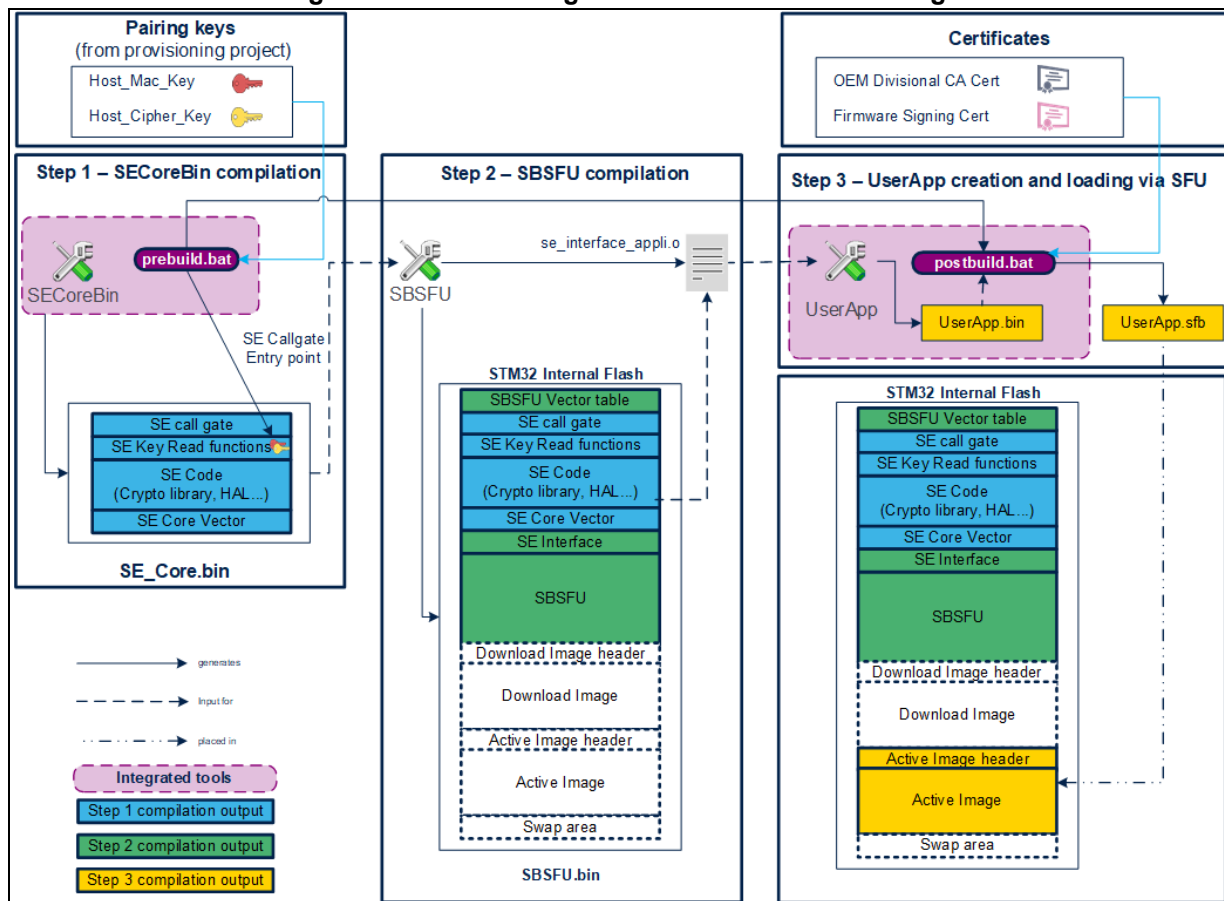 Pairing keys
(from provisioning project)
Host_Mac_Key
Host_Cipher_Key
Certificates
OEM Divisional CA Cert
Firmware Signing Cert
Step 1 – SECoreBin compilation
prebuild.bat
SECoreBin
SE Callgate
Entry point
SE call gate
SE Key Read functions
SE Code
(Crypto library, HAL...)
SE Core Vector
SE_Core.bin
generates
Input for
placed in
Integrated tools
Step 1 compilation output
Step 2 compilation output
Step 3 compilation output
Step 2 – SBSFU compilation
se_interface_appli.o
SBSFU
STM32 Internal Flash
SBSFU Vector table
SE call gate
SE Key Read functions
SE Code
(Crypto library, HAL...)
SE Core Vector
SE Interface
SBSFU
Download Image header
Download Image
Active Image header
Active Image
Swap area
SBSFU.bin
Step 3 – UserApp creation and loading via SFU
postbuild.bat
UserApp
UserApp.bin
UserApp.sfb
STM32 Internal Flash
SBSFU Vector table
SE call gate
SE Key Read functions
SE Code
(Crypto library, HAL...)
SE Core Vector
SE Interface
SBSFU
Download Image header
Download Image
Active Image header
Active Image
Swap area